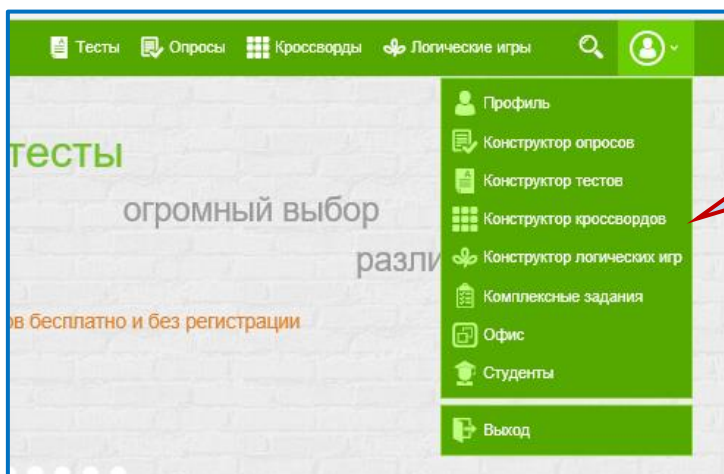 Тесты Опросы Кроссворды Логические игры
Профиль
тесты
Конструктор опросов
Конструктор тестов
огромный выбор
Конструктор кроссвордов
Конструктор логических игр
Комплексные задания
бесплатно и без регистрации
Офис
Студенты
Выход